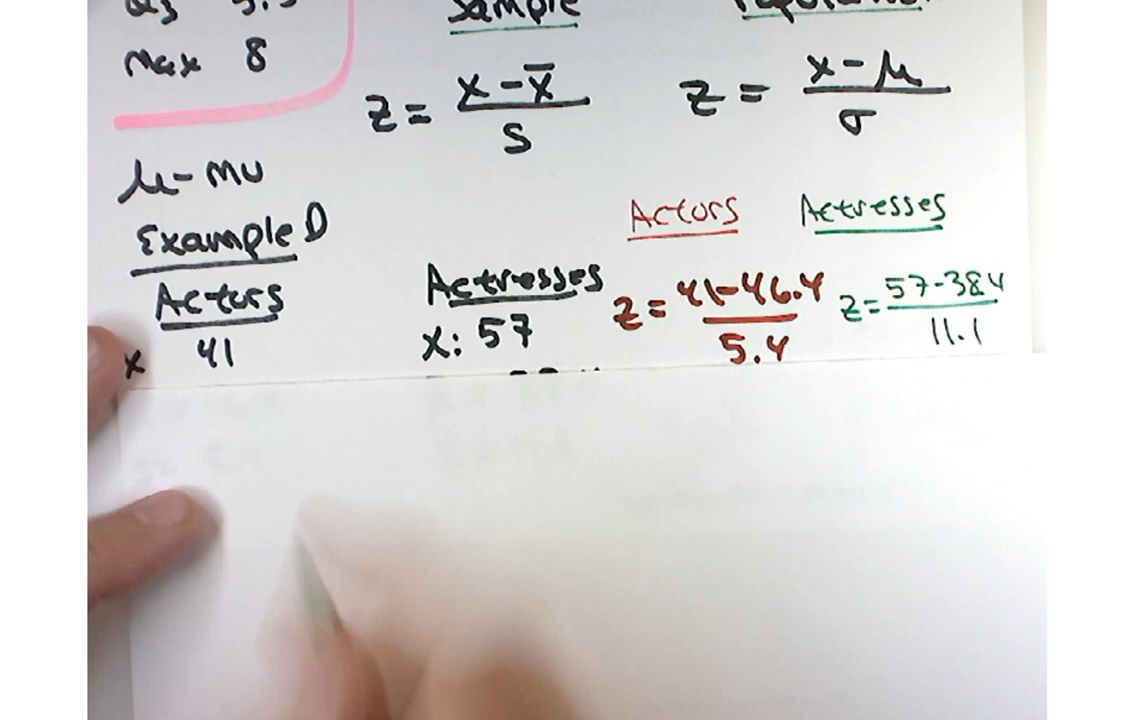 Sample
max 8
z = x - x̄ / s
z = x - μ / σ
μ - mu
Example D
Actors
x 41
Actresses
x: 57
Actors
z = 41-46.4 / 5.4
Actresses
z = 57-38.4 / 11.1